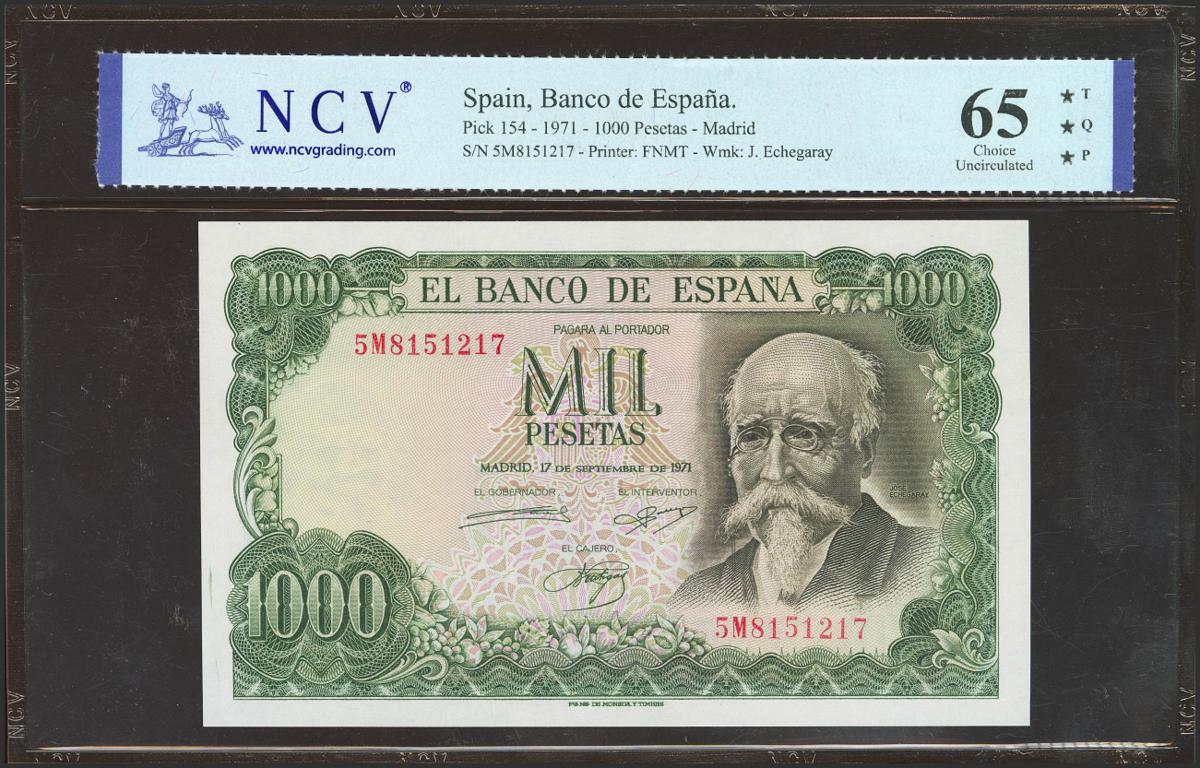 NCV®
www.ncvgrading.com
Spain, Banco de España.
Pick 154 - 1971 - 1000 Pesetas - Madrid
S/N 5M8151217 - Printer: FNMT - Wmk: J. Echegaray
65
Choice
Uncirculated
★ T
★ Q
★ P
1000
EL BANCO DE ESPAÑA
1000
PAGARA AL PORTADOR
5M8151217
MIL
PESETAS
MADRID, 17 DE SEPTIEMBRE DE 1971
EL GOBERNADOR,
EL INTERVENTOR,
JOSE
ECHEGARAY
EL CAJERO,
1000
5M8151217